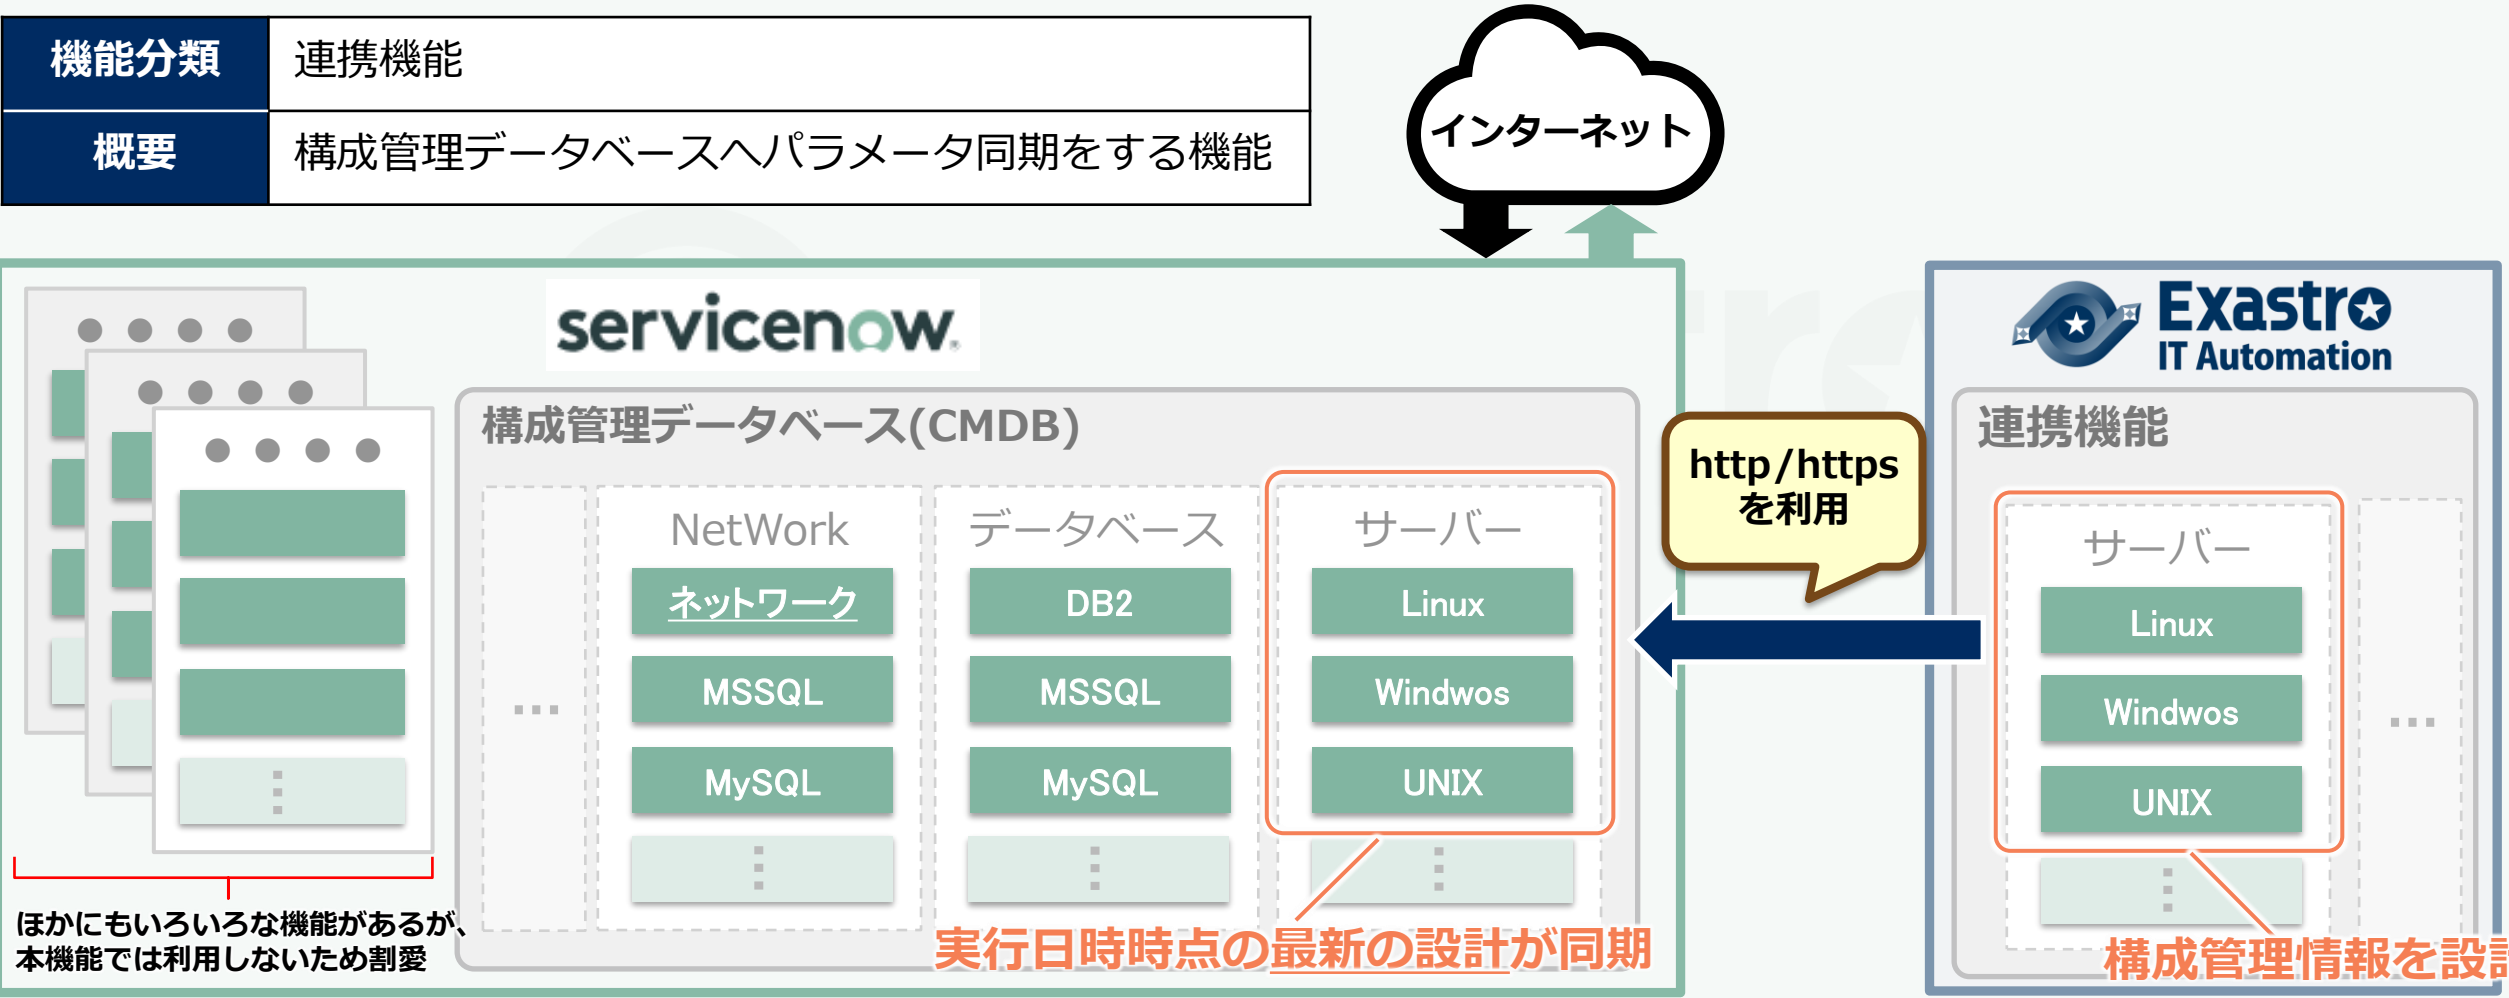 機能分類
連携機能
概要
構成管理データベースへパラメータ同期をする機能
インターネット
servicenow®
Exastro
IT Automation
構成管理データベース(CMDB)
連携機能
http/https
を利用
...
NetWork
ネットワーク
MSSQL
MySQL
データベース
DB2
MSSQL
MySQL
サーバー
Linux
Windwos
UNIX
サーバー
Linux
Windwos
UNIX
...
ほかにもいろいろな機能があるが、
本機能では利用しないため割愛
実行日時時点の最新の設計が同期
構成管理情報を設計